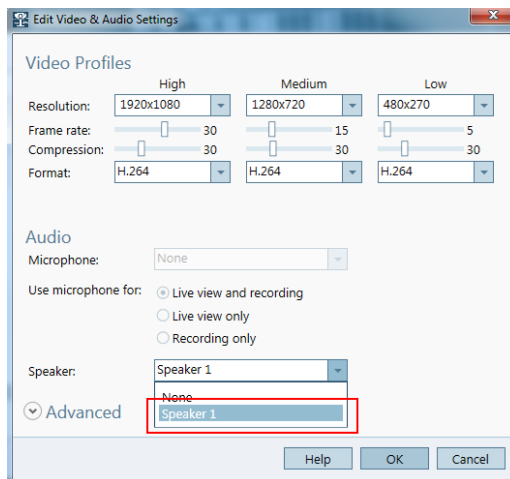 Edit Video & Audio Settings
x
Video Profiles
High Medium Low
Resolution: 1920x1080 1280x720 480x270
Frame rate: 30 15 5
Compression: 30 30 30
Format: H.264 H.264 H.264
Audio
Microphone: None
Use microphone for: Live view and recording
Live view only
Recording only
Speaker: Speaker 1
None
Advanced Speaker 1
Help OK Cancel